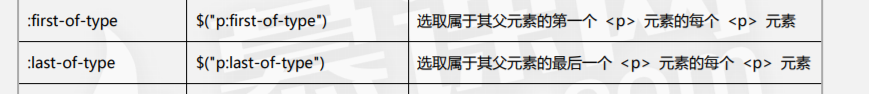 :first-of-type $("p:first-of-type") 选取属于其父元素的第一个 <p> 元素的每个 <p> 元素
:last-of-type $("p:last-of-type") 选取属于其父元素的最后一个 <p> 元素的每个 <p> 元素